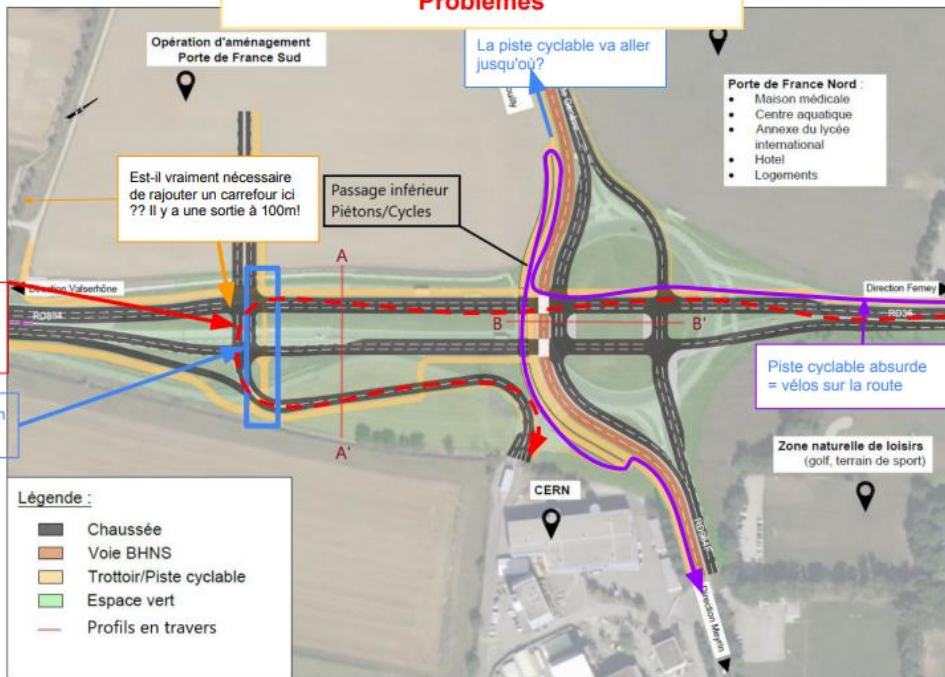 Problèmes
Opération d'aménagement
Porte de France Sud
La piste cyclable va aller
jusqu'où?
Porte de France Nord :
• Maison médicale
• Centre aquatique
• Annexe du lycée
international
• Hotel
• Logements
Est-il vraiment nécessaire
de rajouter un carrefour ici
?? Il y a une sortie à 100m!
Passage inférieur
Piétons/Cycles
A
Direction Valserhône
Direction Ferney
RD884
B
B'
RD35
Piste cyclable absurde
= vélos sur la route
A'
Zone naturelle de loisirs
(golf, terrain de sport)
CERN
Direction Meyrin
Légende :
Chaussée
Voie BHNS
Trottoir/Piste cyclable
Espace vert
Profils en travers